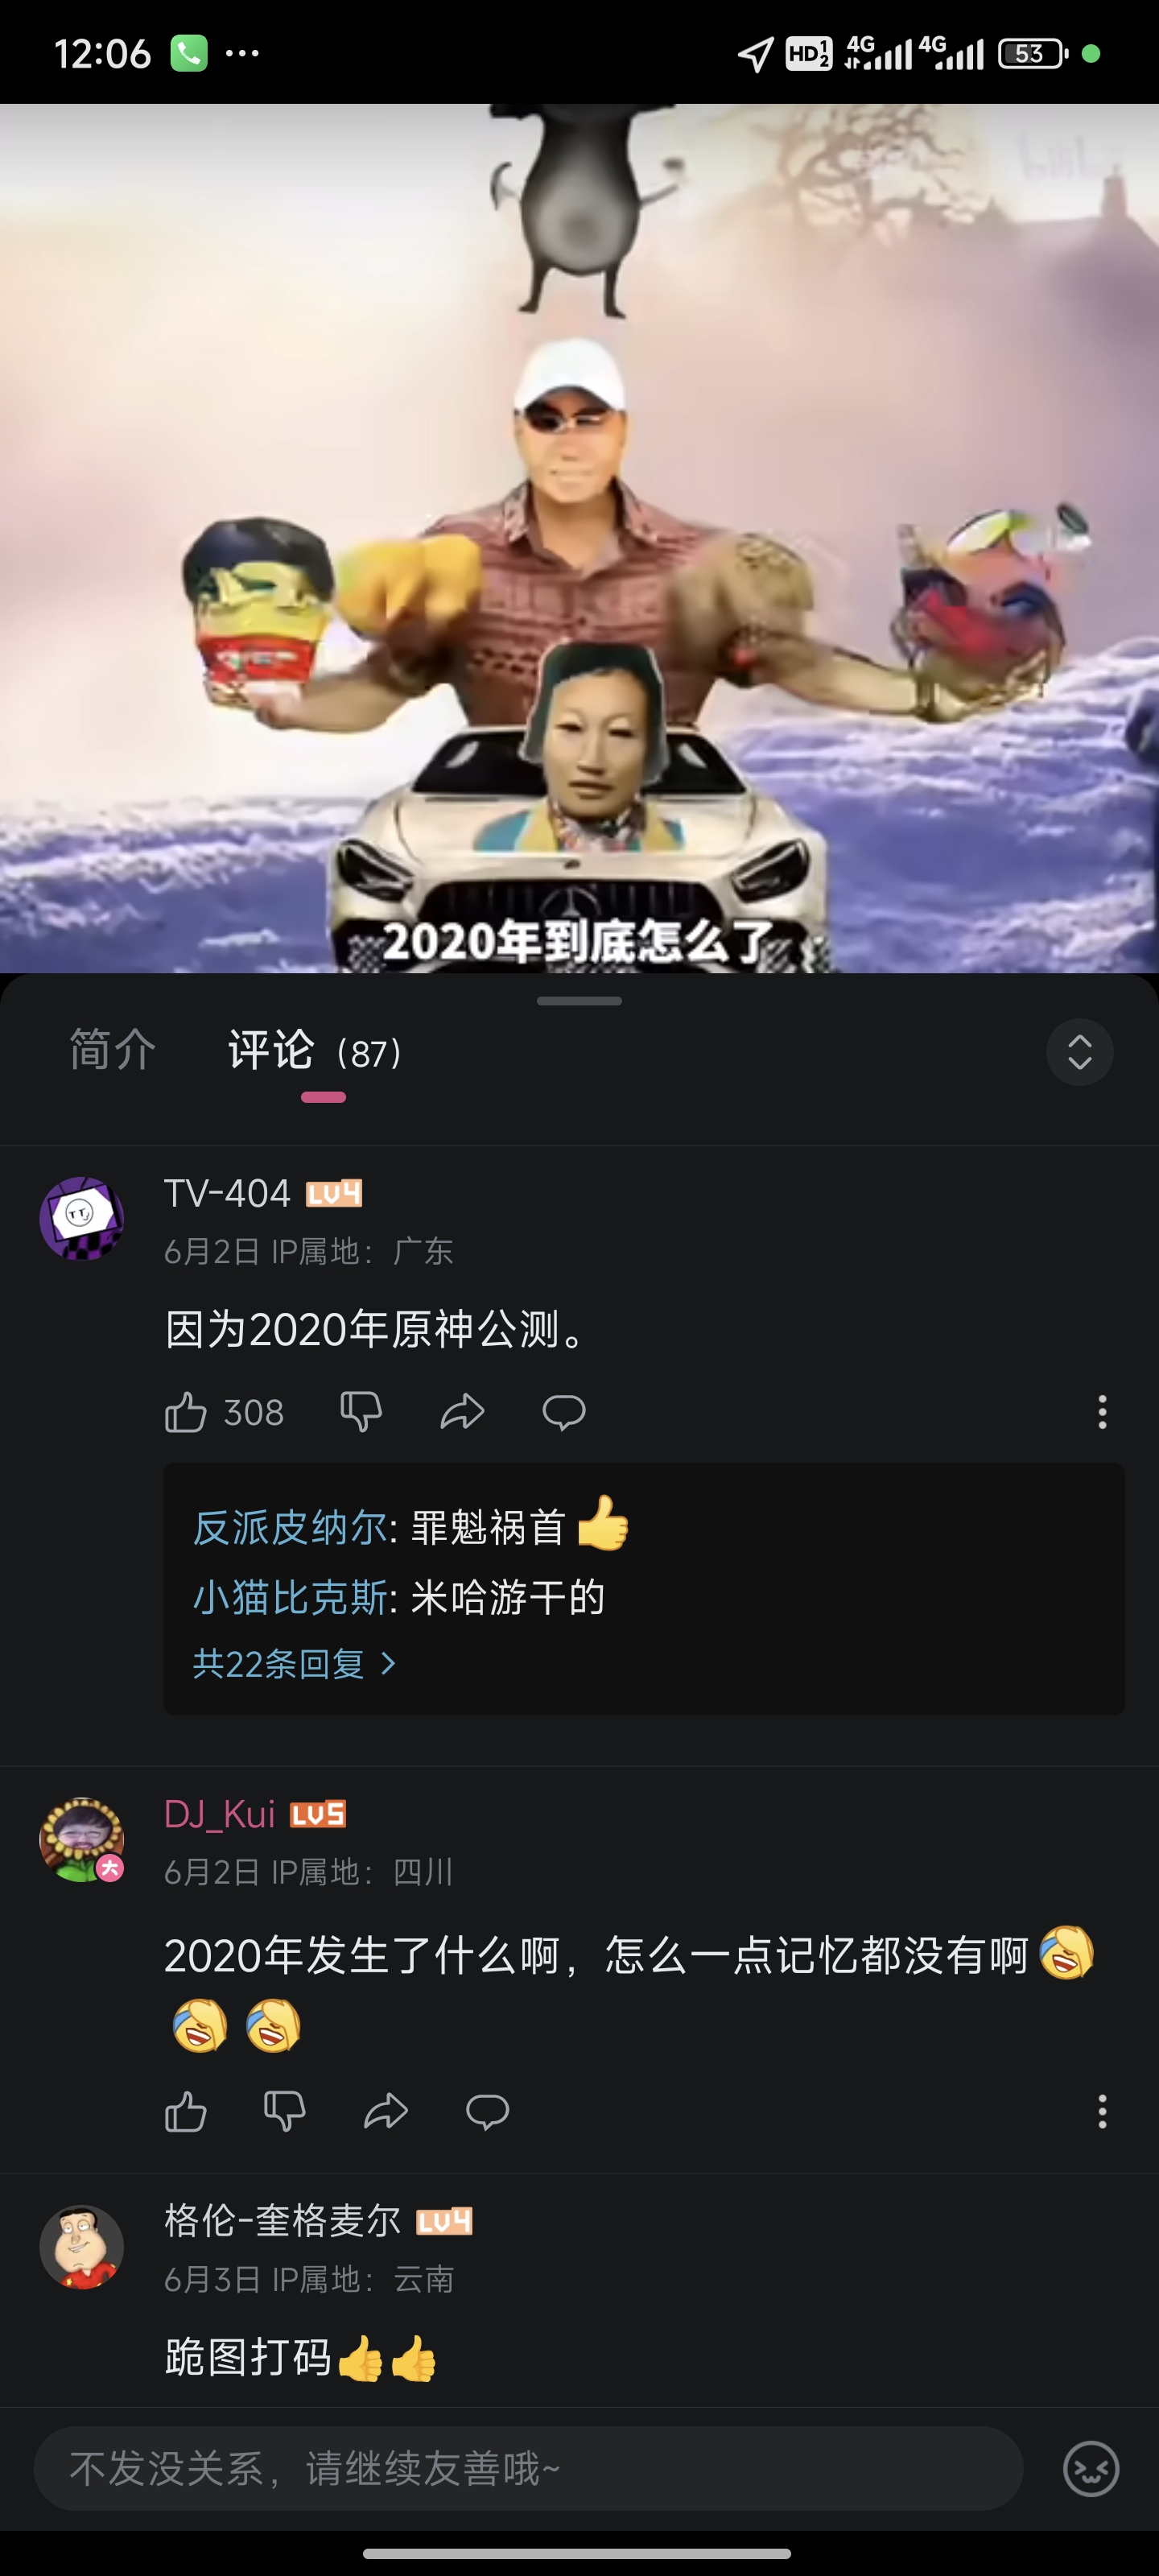 12:06
HD 1 2 4G 4G 53
2020年到底怎么了
简介 评论 (87)
TV-404 LV4
6月2日 IP属地：广东
因为2020年原神公测。
308
反派皮纳尔: 罪魁祸首
小猫比克斯: 米哈游干的
共22条回复
DJ_Kui LV5
大
6月2日 IP属地：四川
2020年发生了什么啊，怎么一点记忆都没有啊
格伦-奎格麦尔 LV4
6月3日 IP属地：云南
跪图打码
不发没关系，请继续友善哦~